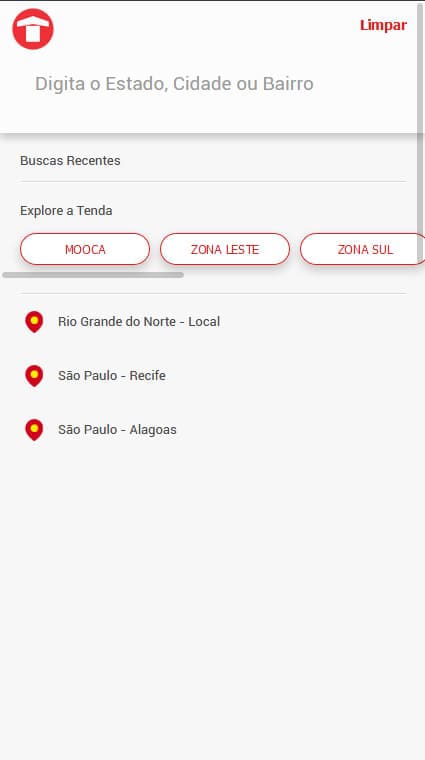 Limpar
Digita o Estado, Cidade ou Bairro
Buscas Recentes
Explore a Tenda
MOOCA ZONA LESTE ZONA SUL
Rio Grande do Norte - Local
São Paulo - Recife
São Paulo - Alagoas